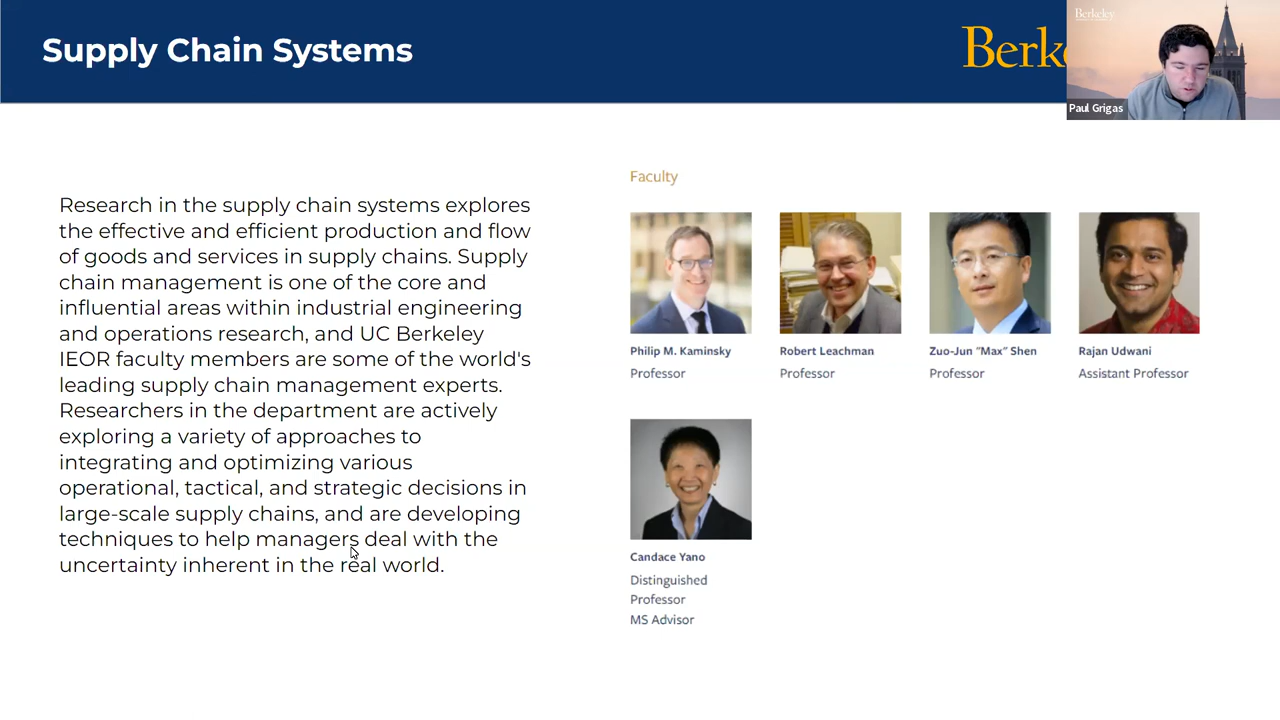 Supply Chain Systems
Berkeley
Paul Grigas
Research in the supply chain systems explores
the effective and efficient production and flow
of goods and services in supply chains. Supply
chain management is one of the core and
influential areas within industrial engineering
and operations research, and UC Berkeley
IEOR faculty members are some of the world's
leading supply chain management experts.
Researchers in the department are actively
exploring a variety of approaches to
integrating and optimizing various
operational, tactical, and strategic decisions in
large-scale supply chains, and are developing
techniques to help managers deal with the
uncertainty inherent in the real world.
Faculty
Philip M. Kaminsky
Professor
Robert Leachman
Professor
Zuo-Jun "Max" Shen
Professor
Rajan Udwani
Assistant Professor
Candace Yano
Distinguished
Professor
MS Advisor